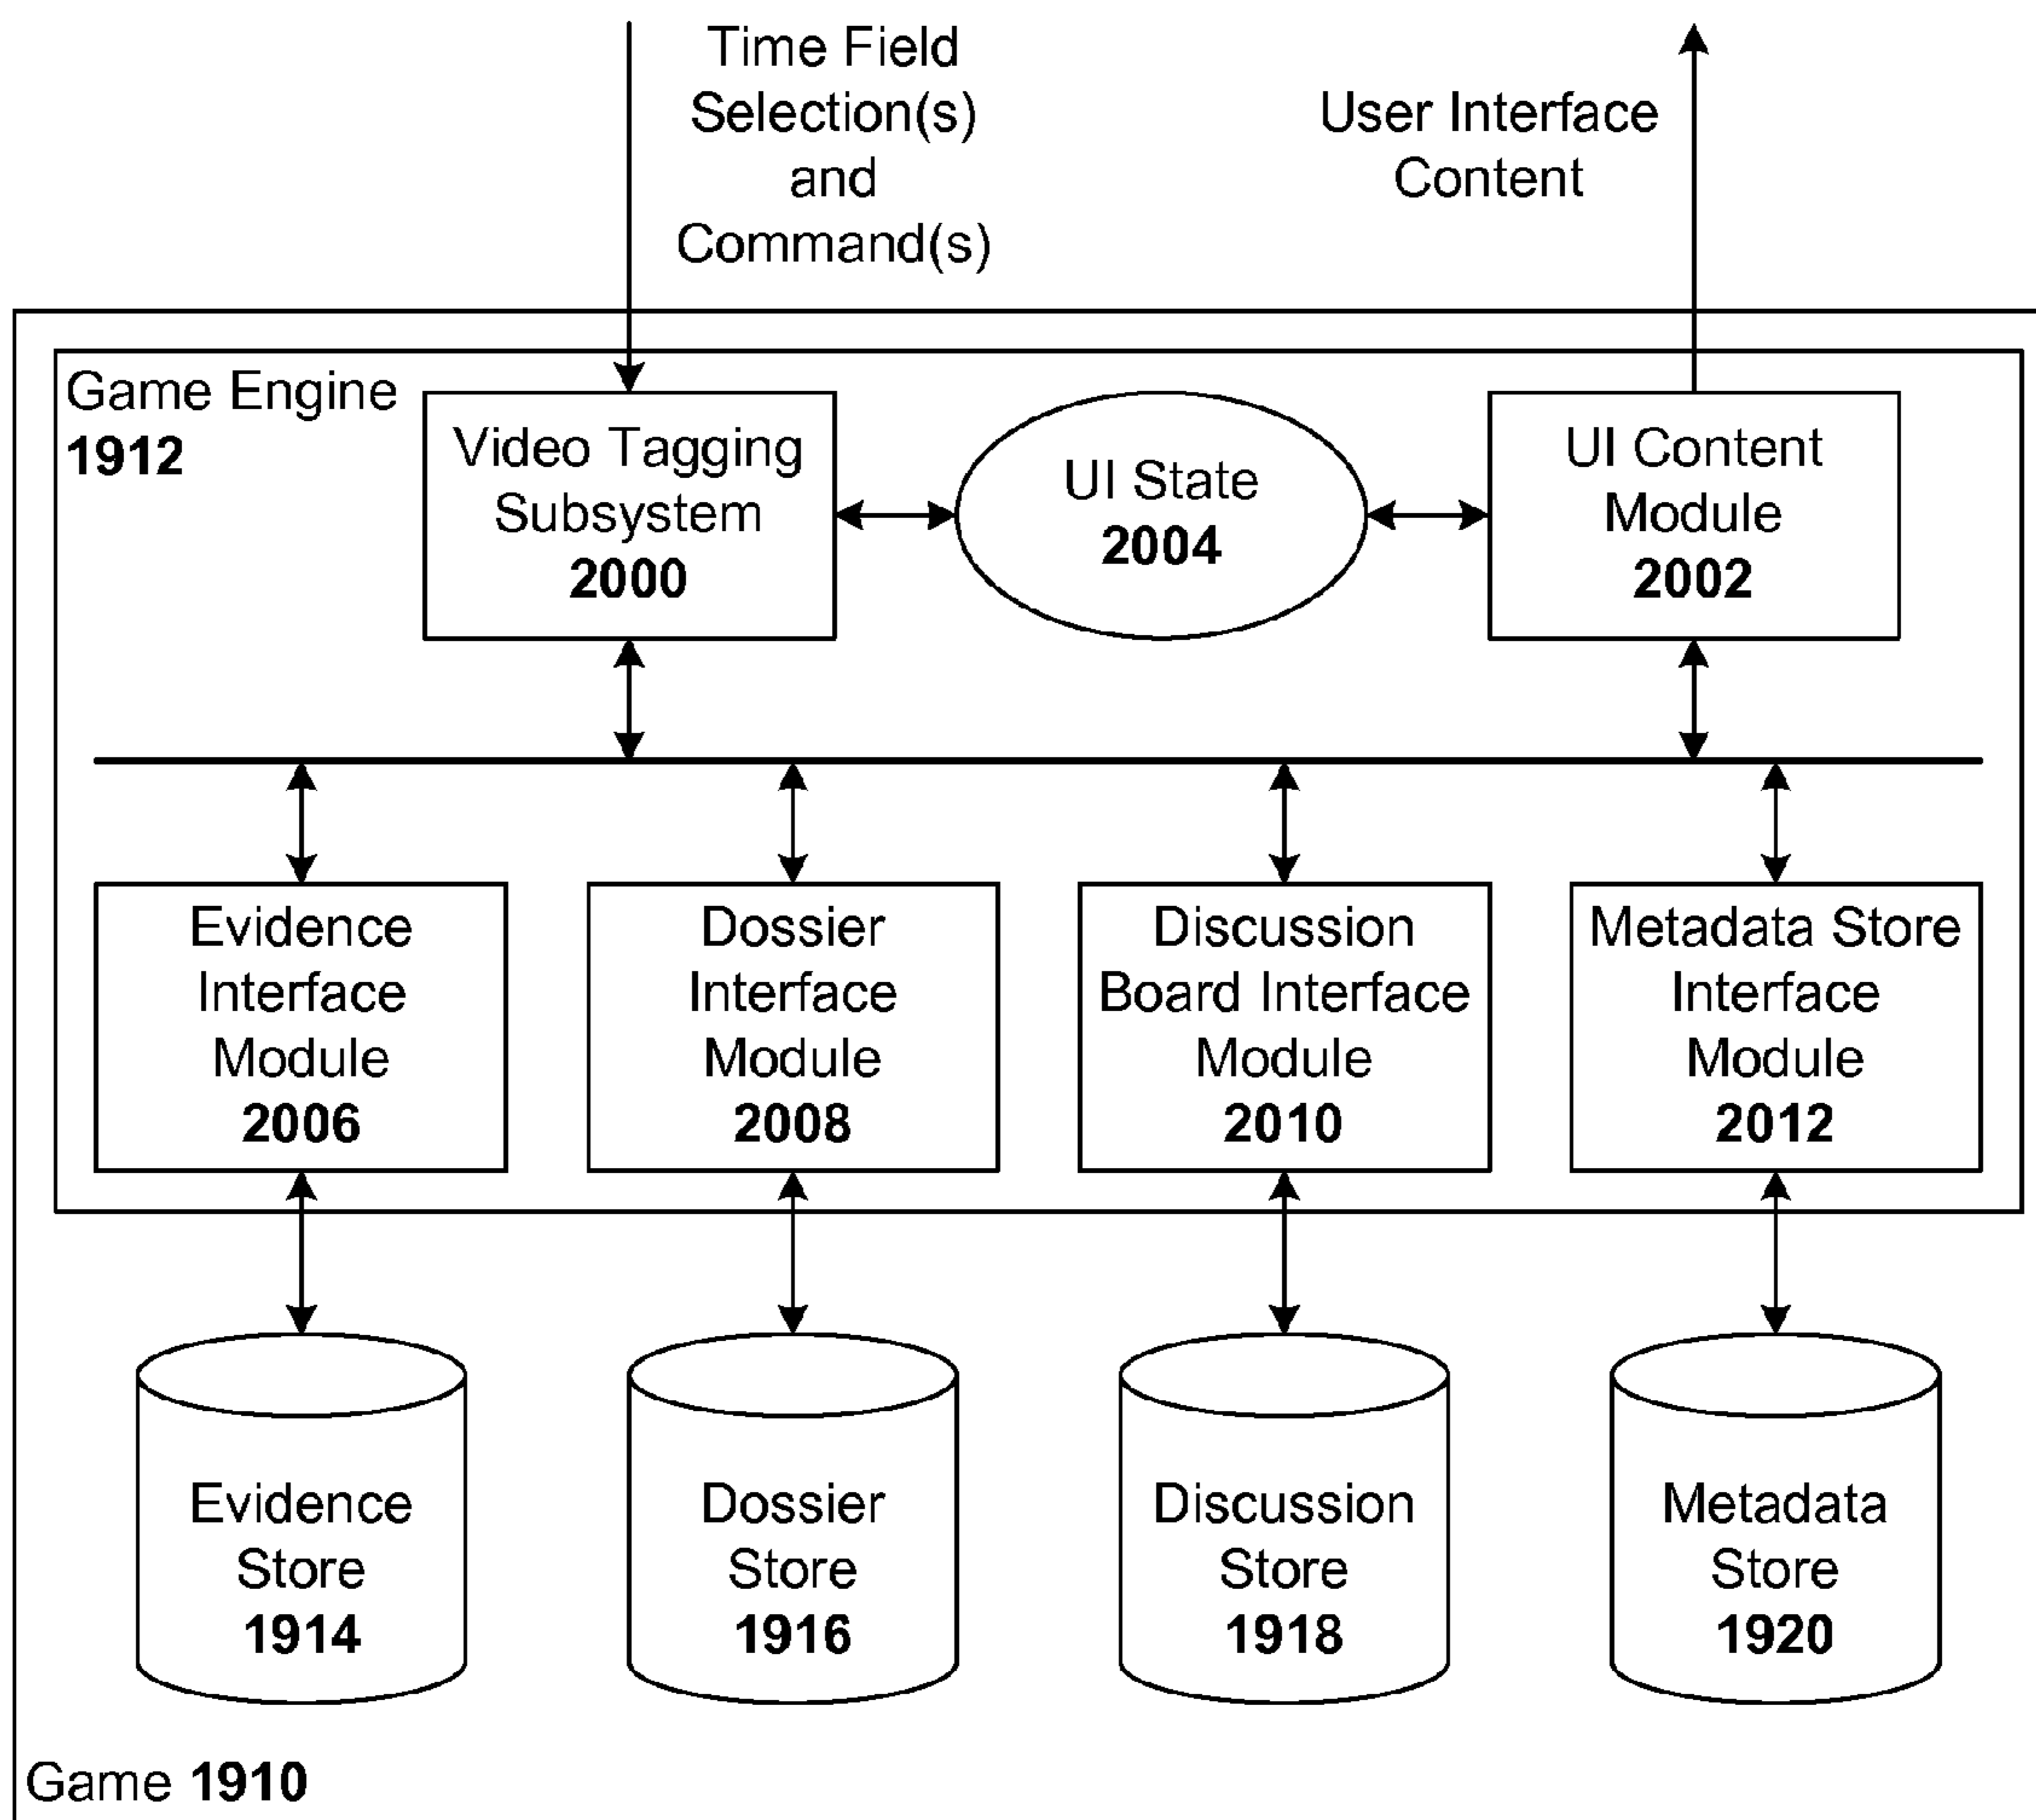 Time Field
Selection(s)
and
Command(s)
User Interface
Content
Game Engine
1912
Video Tagging
Subsystem
2000
UI State
2004
UI Content
Module
2002
Evidence
Interface
Module
2006
Dossier
Interface
Module
2008
Discussion
Board Interface
Module
2010
Metadata Store
Interface
Module
2012
Evidence
Store
1914
Dossier
Store
1916
Discussion
Store
1918
Metadata
Store
1920
Game 1910